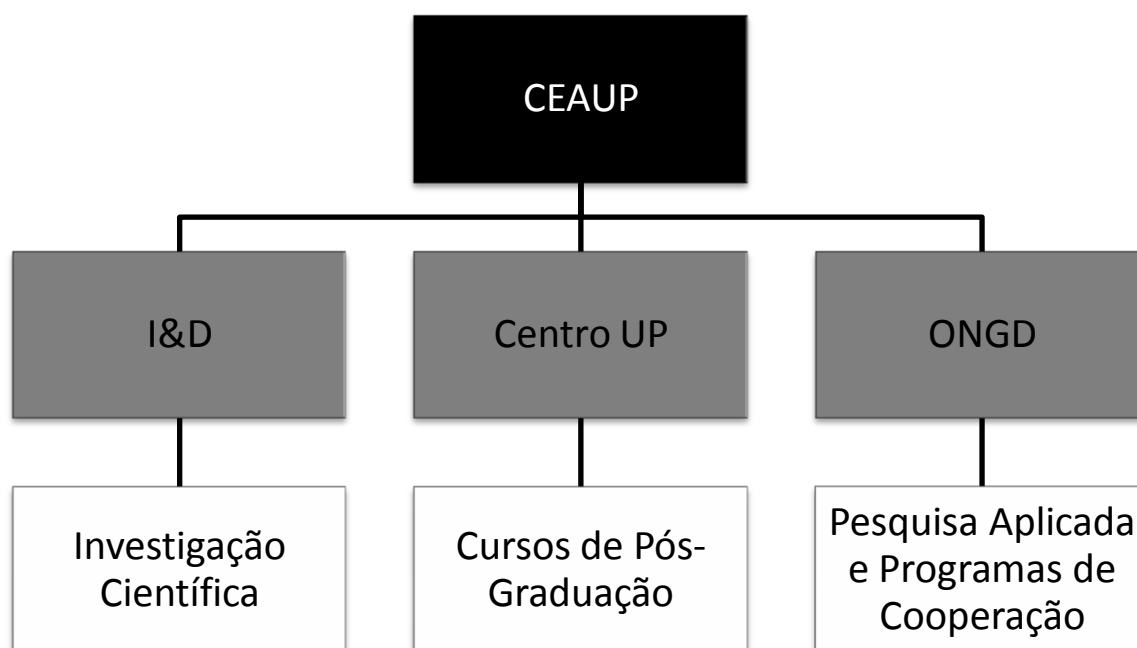 CEAUP
I&D
Centro UP
ONGD
Investigação
Científica
Cursos de Pós-
Graduação
Pesquisa Aplicada
e Programas de
Cooperação